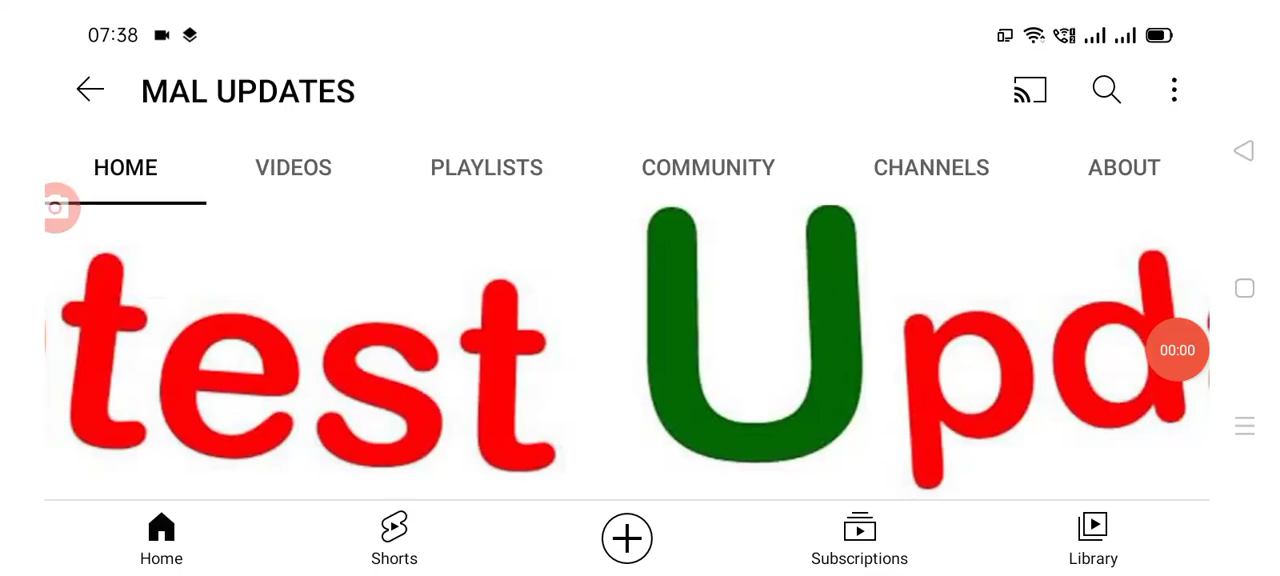 07:38
MAL UPDATES
HOME VIDEOS PLAYLISTS COMMUNITY CHANNELS ABOUT
test Upd
00:00
Home Shorts Subscriptions Library